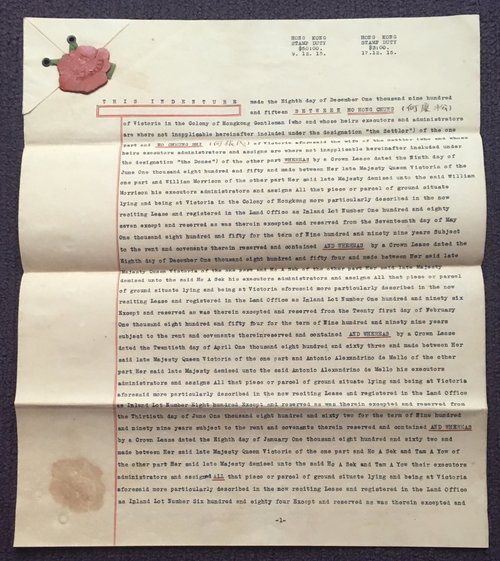 HONG KONG
STAMP DUTY
$50:00.
9. 12. 15.
HONG KONG
STAMP DUTY
$3:00.
17. 12. 15.
THIS INDENTURE made the Eighth day of December One thousand nine hundred
and fifteen BETWEEN HO HONG CHUNG
of Victoria in the Colony of Hongkong Gentleman (who and whose heirs executors and administrators
are where not inapplicable hereinafter included under the designation "the Settlor") of the one
part and HO CHEUNG SHI of Victoria aforesaid the wife of the Settlor (who and whose
heirs executors administrators and assigns are where not inapplicable hereinafter included under
the designation "the Donee") of the other part WHEREAS by a Crown Lease dated the Ninth day of
June One thousand eight hundred and fifty and made between Her late Majesty Queen Victoria of the
one part and William Morrison of the other part Her said late Majesty demised unto the said William
Morrison his executors administrators and assigns All that piece or parcel of ground situate
lying and being at Victoria in the Colony of Hongkong more particularly described in the now
reciting Lease and registered in the Land Office as Inland Lot Number One hundred and eighty
seven except and reserved as was therein excepted and reserved from the Seventeenth day of May
One thousand eight hundred and fifty for the term of Nine hundred and ninety nine years Subject
to the rent and covenants therein reserved and contained AND WHEREAS by a Crown Lease dated the
Eighth day of December One thousand eight hundred and fifty four and made between Her said late
Majesty Queen Victoria of the one part and Ho A Sek of the other part Her said late Majesty
demised unto the said Ho A Sek his executors administrators and assigns All that piece or parcel
of ground situate lying and being at Victoria aforesaid more particularly described in the now
reciting Lease and registered in the Land Office as Inland Lot Number One hundred and ninety six
Except and reserved as was therein excepted and reserved from the Twenty first day of February
One thousand eight hundred and fifty four for the term of Nine hundred and ninety nine years
subject to the rent and covenants thereinreserved and contained AND WHEREAS by a Crown Lease
dated the Twentieth day of April One thousand eight hundred and sixty three and made between Her
said late Majesty Queen Victoria of the one part and Antonio Alexandrino de Mello of the other
part Her said late Majesty demised unto the said Antonio Alexandrino de Mello his executors
administrators and assigns All that piece or parcel of ground situate lying and being at Victoria
aforesaid more particularly described in the now reciting Lease and registered in the Land Office
as Inland Lot Number Eight hundred Except and reserved as was therein excepted and reserved from
the Thirtieth day of June One thousand eight hundred and sixty two for the term of Nine hundred
and ninety nine years subject to the rent and covenants therein reserved and contained AND WHEREAS
by a Crown Lease dated the Eighth day of January One thousand eight hundred and sixty two and
made between Her said late Majesty Queen Victoria of the one part and Ho A Sek and Tam A Yow of
the other part Her said late Majesty demised unto the said Ho A Sek and Tam A Yow their executors
administrators and assigned ALL that piece or parcel of ground situate lying and being at Victoria
aforesaid more particularly described in the now reciting Lease and registered in the Land Office
as Inland Lot Number Six hundred and eighty four Except and reserved as was therein excepted and
-1-